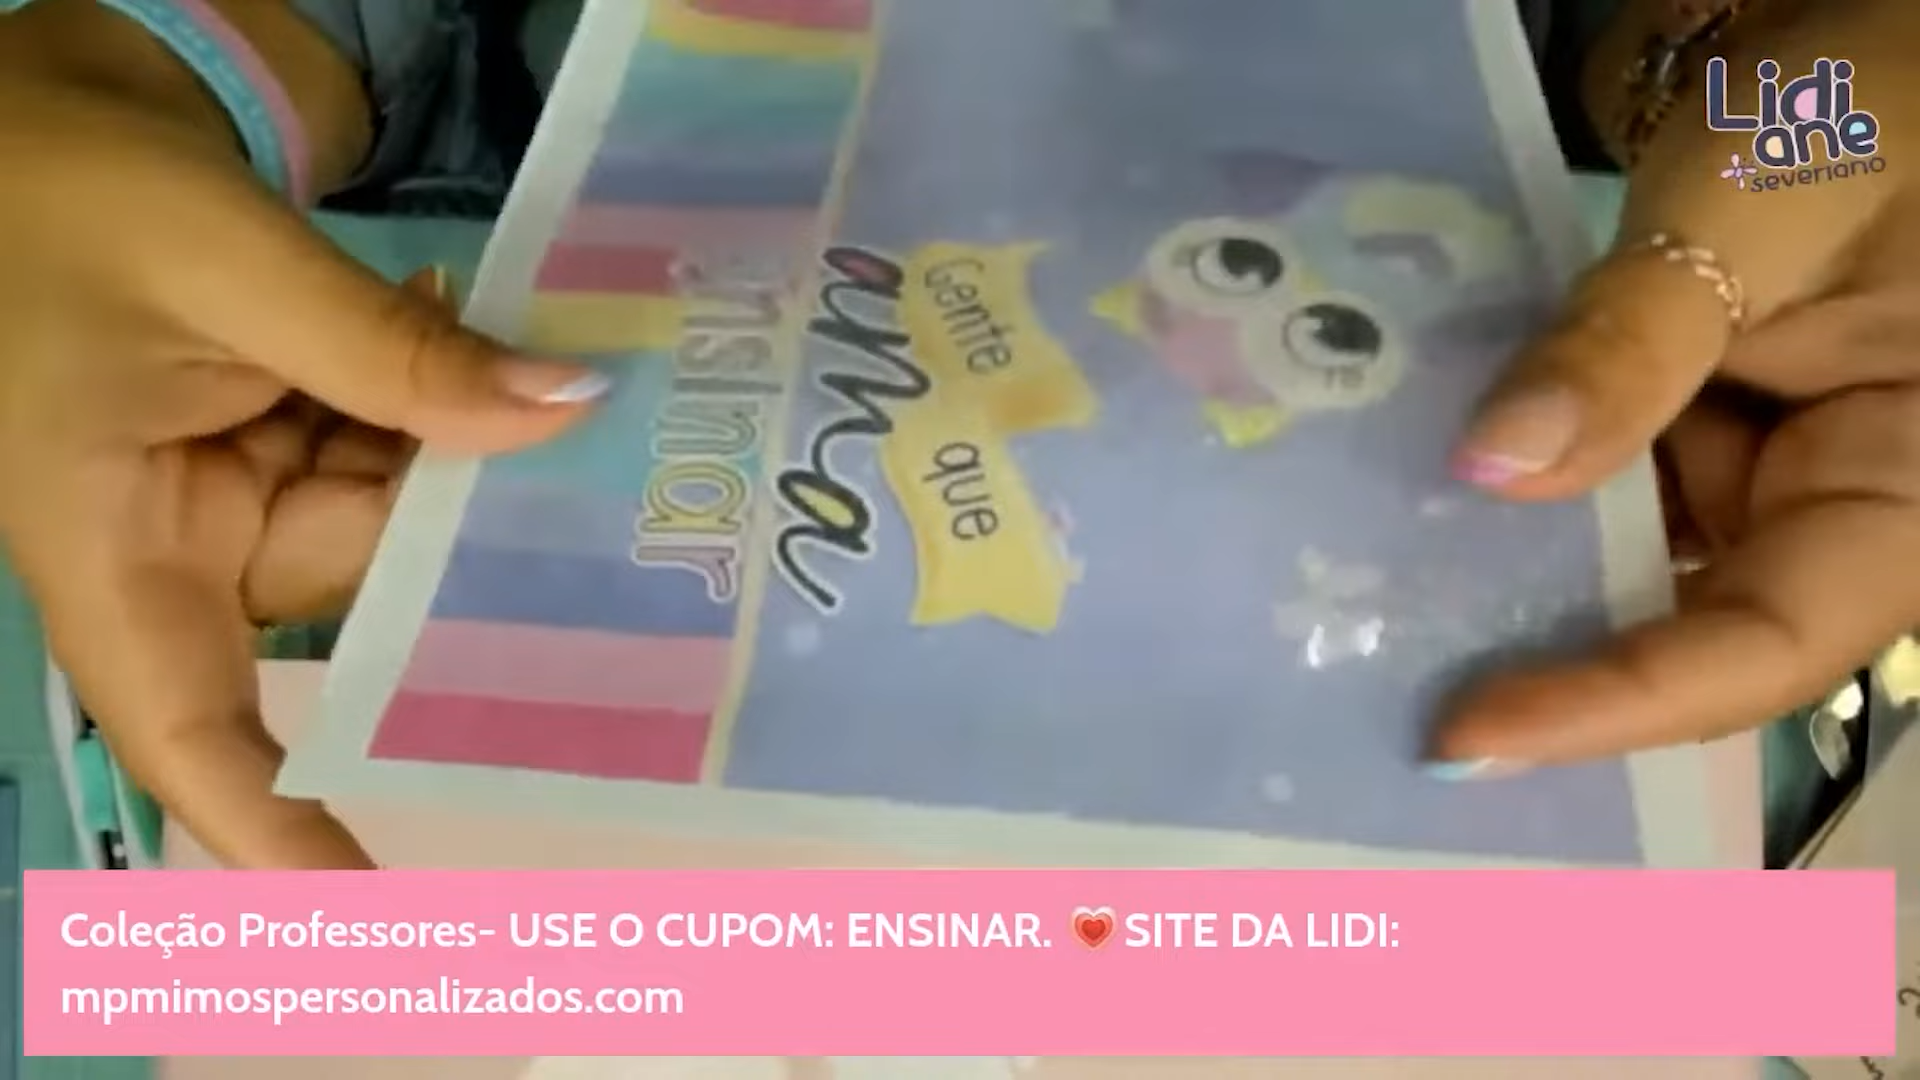 Lidi
ane
severiano
Gente que
ama
ensinar
Coleção Professores- USE O CUPOM: ENSINAR. 💗SITE DA LIDI:
mpmimospersonalizados.com